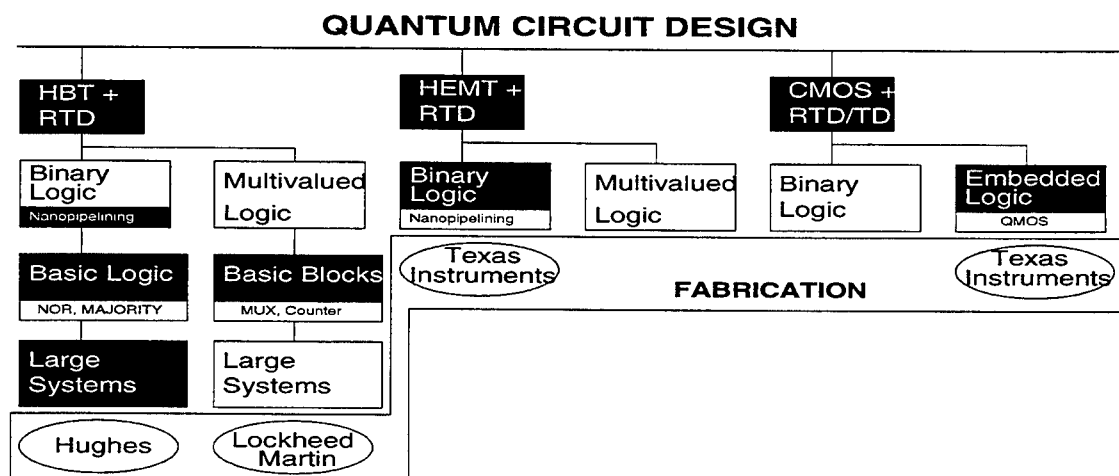 QUANTUM CIRCUIT DESIGN
HBT +
RTD
HEMT +
RTD
CMOS +
RTD/TD
Binary
Logic
Nanopipelining
Multivalued
Logic
Binary
Logic
Nanopipelining
Multivalued
Logic
Binary
Logic
Embedded
Logic
QMOS
Basic Logic
NOR, MAJORITY
Basic Blocks
MUX, Counter
Texas
Instruments
Texas
Instruments
FABRICATION
Large
Systems
Large
Systems
Hughes
Lockheed
Martin